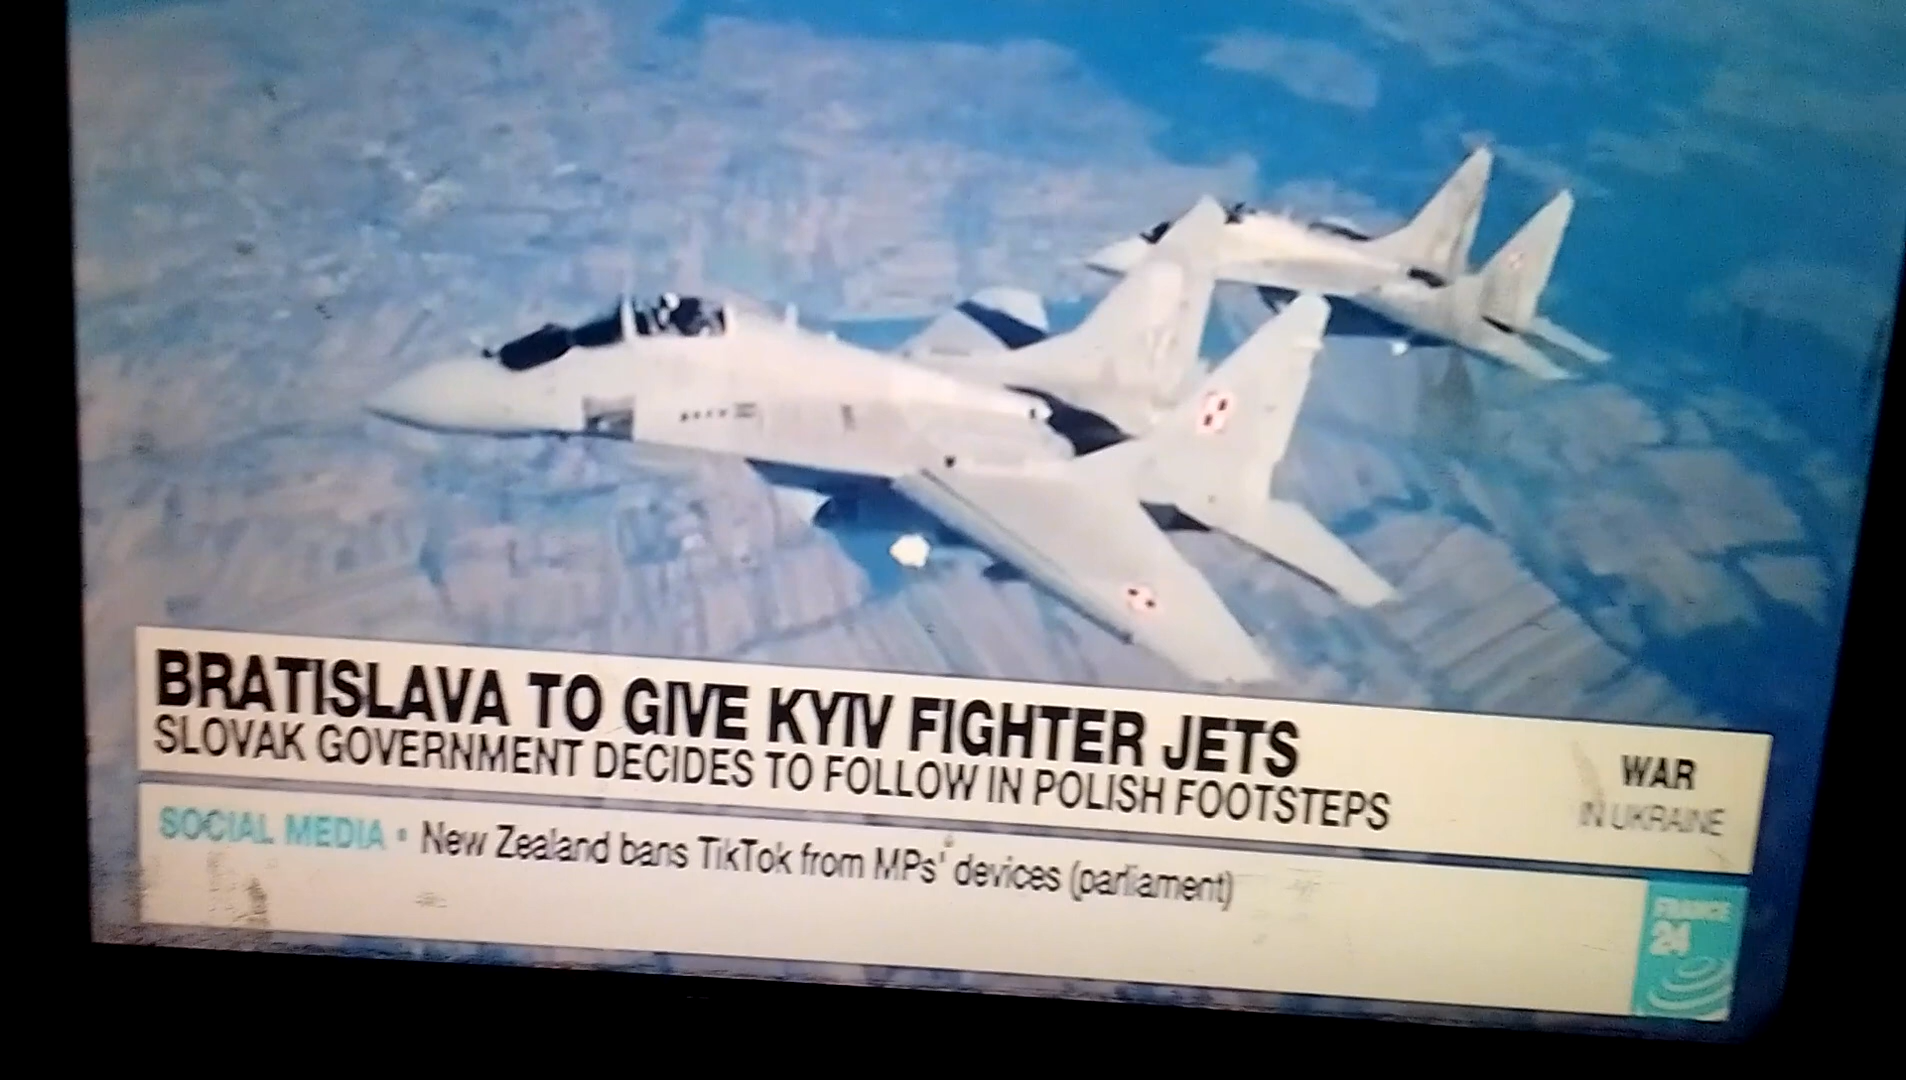 BRATISLAVA TO GIVE KYIV FIGHTER JETS
SLOVAK GOVERNMENT DECIDES TO FOLLOW IN POLISH FOOTSTEPS
WAR
IN UKRAINE
SOCIAL MEDIA • New Zealand bans TikTok from MPs' devices (parliament)
FRANCE
24